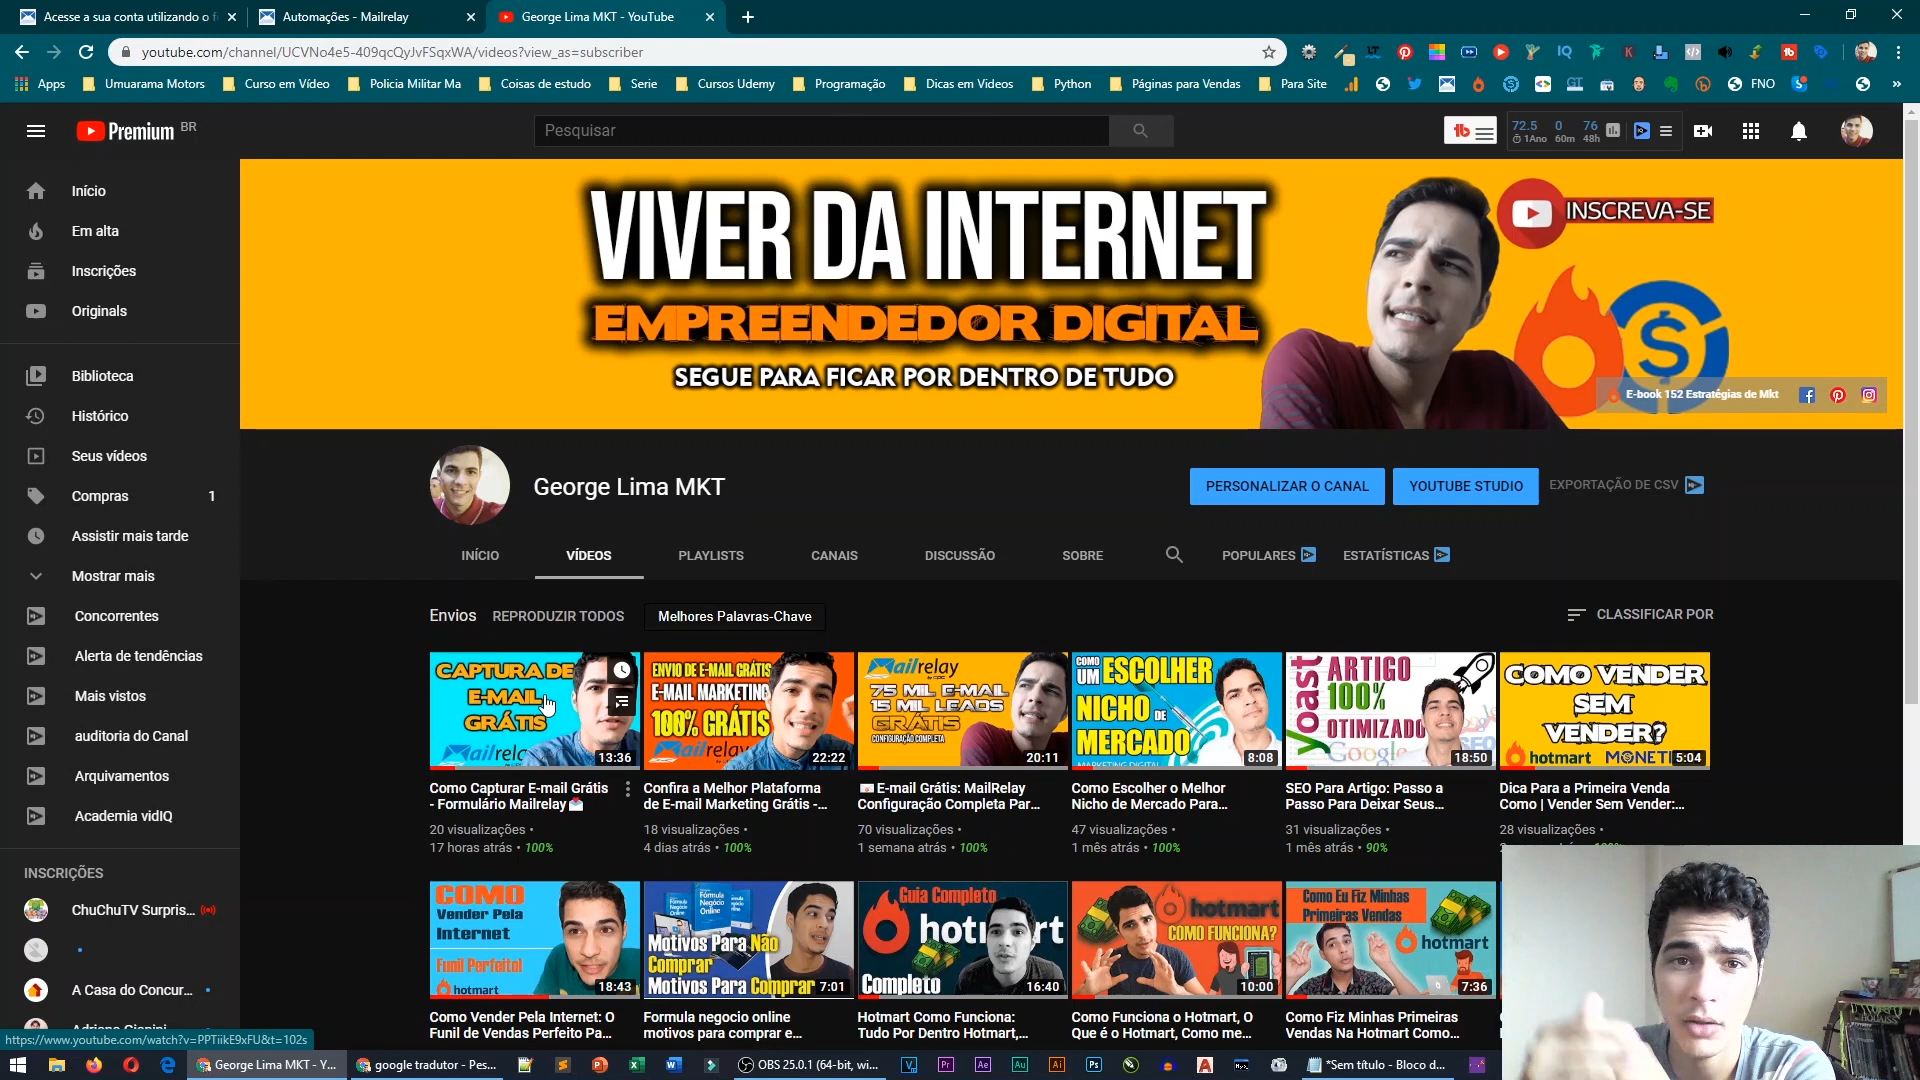 Acesse a sua conta utilizando o f
Automações - Mailrelay
George Lima MKT - YouTube
youtube.com/channel/UCVNo4e5-409qcQyJvFSqxWA/videos?view_as=subscriber
Apps
Umuarama Motors
Curso em Vídeo
Policia Militar Ma
Coisas de estudo
Serie
Cursos Udemy
Programação
Dicas em Videos
Python
Páginas para Vendas
Para Site
FNO
Premium BR
Pesquisar
72.5 0 76
1Ano 60m 48h
Início
Em alta
Inscrições
Originals
Biblioteca
Histórico
Seus vídeos
Compras 1
Assistir mais tarde
Mostrar mais
Concorrentes
Alerta de tendências
Mais vistos
auditoria do Canal
Arquivamentos
Academia vidIQ
INSCRIÇÕES
ChuChuTV Surpris...
A Casa do Concur...
VIVER DA INTERNET
EMPREENDEDOR DIGITAL
SEGUE PARA FICAR POR DENTRO DE TUDO
INSCREVA-SE
E-book 152 Estratégias de Mkt
George Lima MKT
PERSONALIZAR O CANAL
YOUTUBE STUDIO
EXPORTAÇÃO DE CSV
INÍCIO
VÍDEOS
PLAYLISTS
CANAIS
DISCUSSÃO
SOBRE
POPULARES
ESTATÍSTICAS
Envios
REPRODUZIR TODOS
Melhores Palavras-Chave
CLASSIFICAR POR
CAPTURA DE
E-MAIL
GRÁTIS
13:36
Como Capturar E-mail Grátis
- Formulário Mailrelay
20 visualizações •
17 horas atrás • 100%
ENVIO DE E-MAIL GRÁTIS
E-MAIL MARKETING
100% GRÁTIS
22:22
Confira a Melhor Plataforma
de E-mail Marketing Grátis -...
18 visualizações •
4 dias atrás • 100%
Mailrelay
75 MIL E-MAIL
15 MIL LEADS
GRÁTIS
CONFIGURAÇÃO COMPLETA
20:11
E-mail Grátis: MailRelay
Configuração Completa Par...
70 visualizações •
1 semana atrás • 100%
COMO
UM ESCOLHER
NICHO DE
MERCADO
MARKETING DIGITAL
8:08
Como Escolher o Melhor
Nicho de Mercado Para...
47 visualizações •
1 mês atrás • 100%
yoast
ARTIGO
100%
OTIMIZADO
Google
18:50
SEO Para Artigo: Passo a
Passo Para Deixar Seus...
31 visualizações •
1 mês atrás • 90%
COMO VENDER
SEM
VENDER?
hotmart
5:04
Dica Para a Primeira Venda
Como | Vender Sem Vender:...
28 visualizações •
COMO
Vender Pela
Internet
Funil Perfeito!
hotmart
18:43
Como Vender Pela Internet: O
Funil de Vendas Perfeito Pa...
Motivos Para Não
Comprar
Motivos Para Comprar
7:01
Formula negocio online
motivos para comprar e...
Guia Completo
Completo
16:40
Hotmart Como Funciona:
Tudo Por Dentro Hotmart,...
hotmart
COMO FUNCIONA?
10:00
Como Funciona o Hotmart, O
Que é o Hotmart, Como me...
Como Eu Fiz Minhas
Primeiras Vendas
hotmart
7:36
Como Fiz Minhas Primeiras
Vendas Na Hotmart Como...
https://www.youtube.com/watch?v=PPTiikE9xFU&t=102s
George Lima MKT - Y...
google tradutor - Pes...
OBS 25.0.1 (64-bit, wi...
*Sem título - Bloco d...